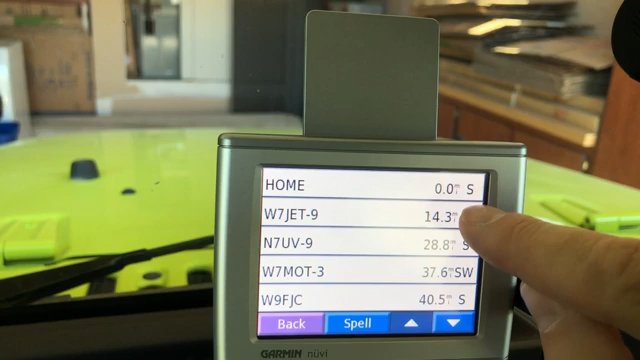 HOME 0.0 m S
W7JET-9 14.3 m
N7UV-9 28.8 m S
W7MOT-3 37.6 m SW
W9FJC 40.5 m S
Back Spell
GARMIN nüvi